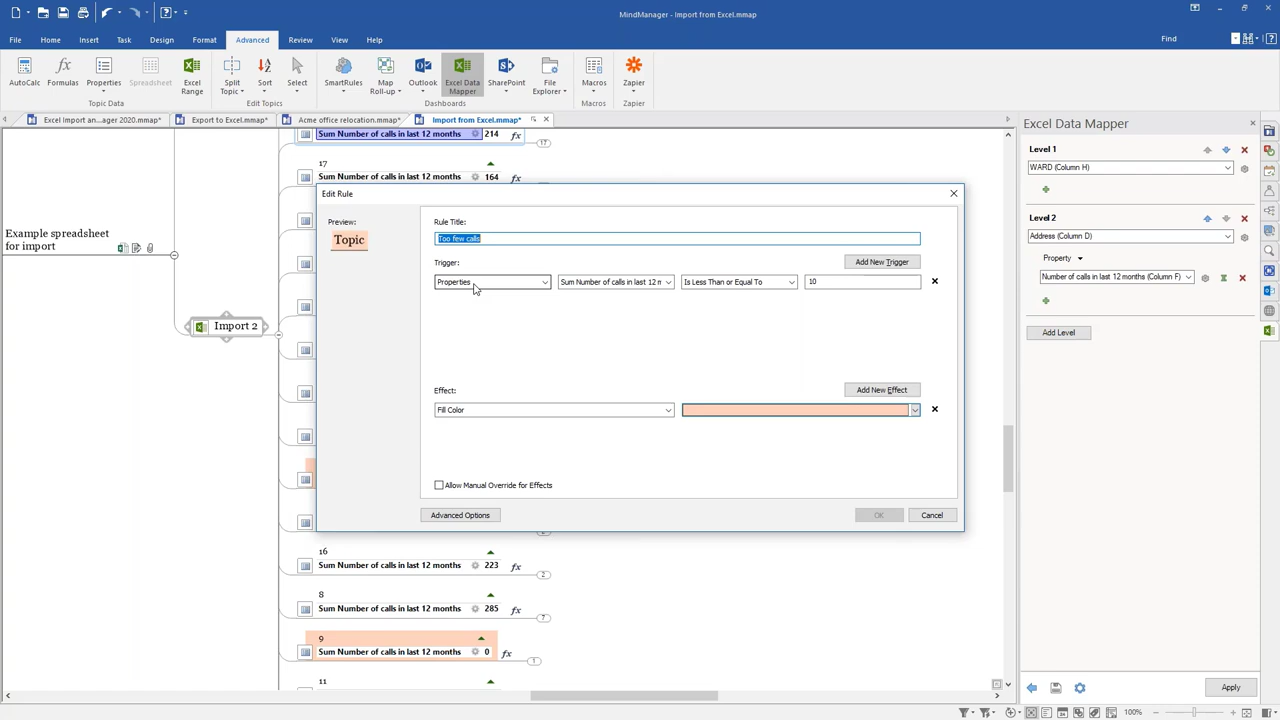 MindManager - Import from Excel.mmap
File Home Insert Task Design Format Advanced Review View Help Find
AutoCalc Formulas Properties Spreadsheet Excel Range Split Topic Sort Select SmartRules Map Roll-up Outlook Excel Data Mapper SharePoint File Explorer Macros Zapier
Topic Data Edit Topics Dashboards Macros Zapier
Excel Import an...ager 2020.mmap* Export to Excel.mmap* Acme office relocation.mmap* Import from Excel.mmap*
Sum Number of calls in last 12 months 214 fx
17
17
Sum Number of calls in last 12 months 164 fx
Example spreadsheet
for import
Import 2
Edit Rule
Preview:
Topic
Rule Title:
Too few calls
Trigger: Add New Trigger
Properties Sum Number of calls in last 12 n Is Less Than or Equal To 10
Effect: Add New Effect
Fill Color
Allow Manual Override for Effects
Advanced Options OK Cancel
16
Sum Number of calls in last 12 months 223 fx
2
8
Sum Number of calls in last 12 months 285 fx
7
9
Sum Number of calls in last 12 months 0 fx
1
11
Excel Data Mapper
Level 1
WARD (Column H)
Level 2
Address (Column D)
Property
Number of calls in last 12 months (Column F)
Add Level
Apply
100%